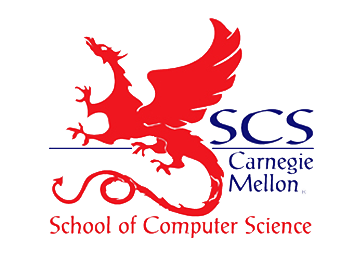 SCS
Carnegie
Mellon
School of Computer Science